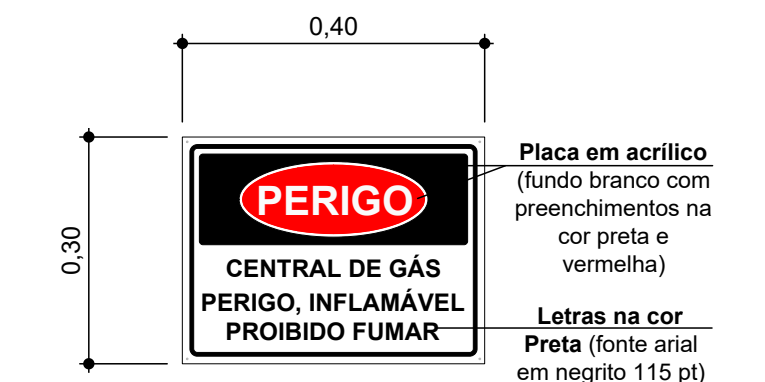 0,40
0,30
PERIGO
CENTRAL DE GÁS
PERIGO, INFLAMÁVEL
PROIBIDO FUMAR
Placa em acrílico
(fundo branco com
preenchimentos na
cor preta e
vermelha)
Letras na cor
Preta (fonte arial
em negrito 115 pt)